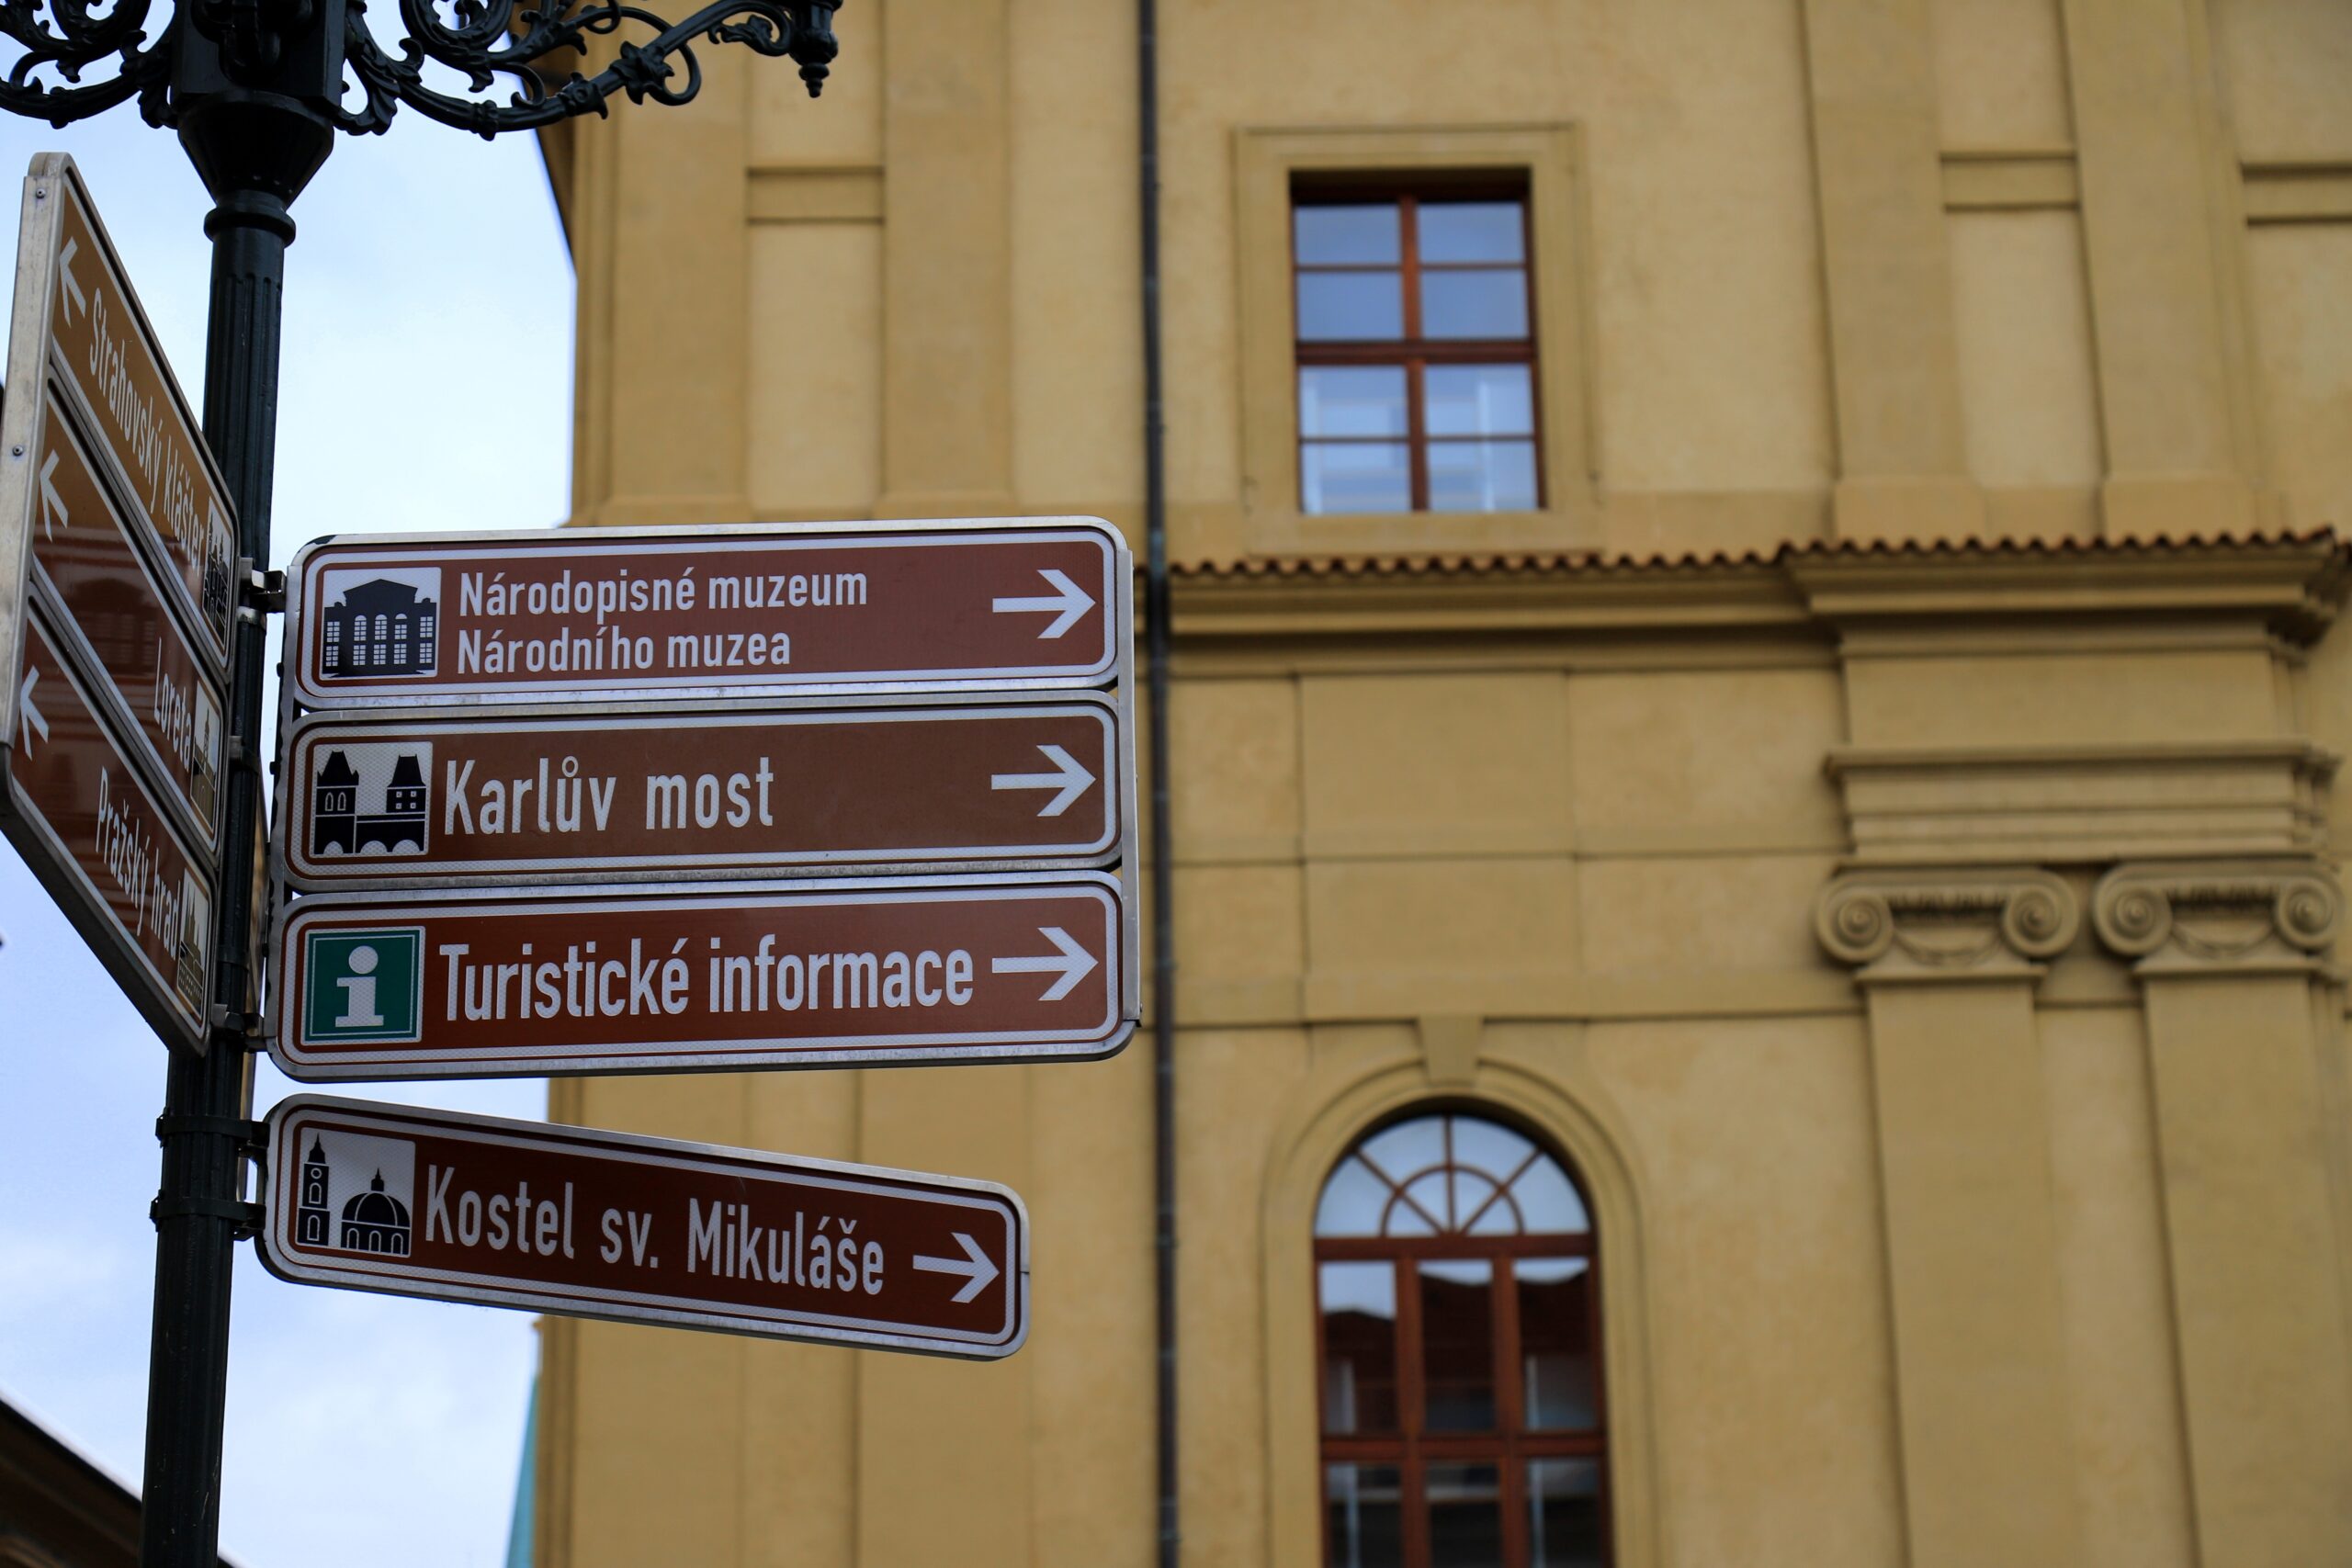 Strahovský klášter
Loreta
Pražský hrad
Národopisné muzeum
Národního muzea
Karlův most
Turistické informace
Kostel sv. Mikuláše